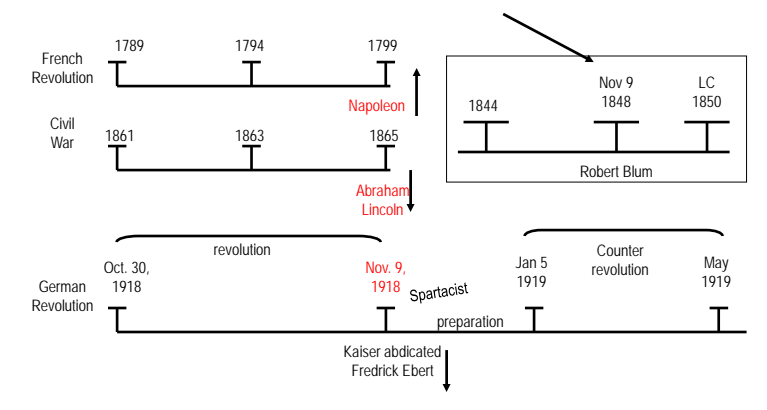 French
Revolution
1789
1794
1799
Napoleon
Civil
War
1861
1863
1865
Abraham
Lincoln
1844
Nov 9
1848
LC
1850
Robert Blum
revolution
Counter
revolution
German
Revolution
Oct. 30,
1918
Nov. 9,
1918
Spartacist
preparation
Jan 5
1919
May
1919
Kaiser abdicated
Fredrick Ebert